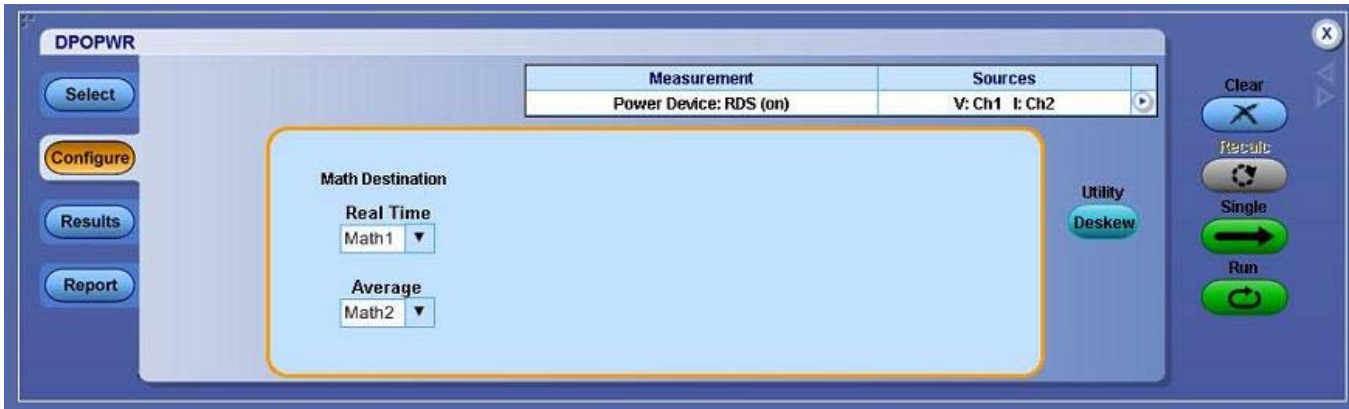 DPOPWR
Select
Configure
Results
Report
Measurement Sources
Power Device: RDS (on) V: Ch1 I: Ch2
Math Destination
Real Time
Math1
Average
Math2
Utility
Deskew
X
Clear
Recalc
Single
Run